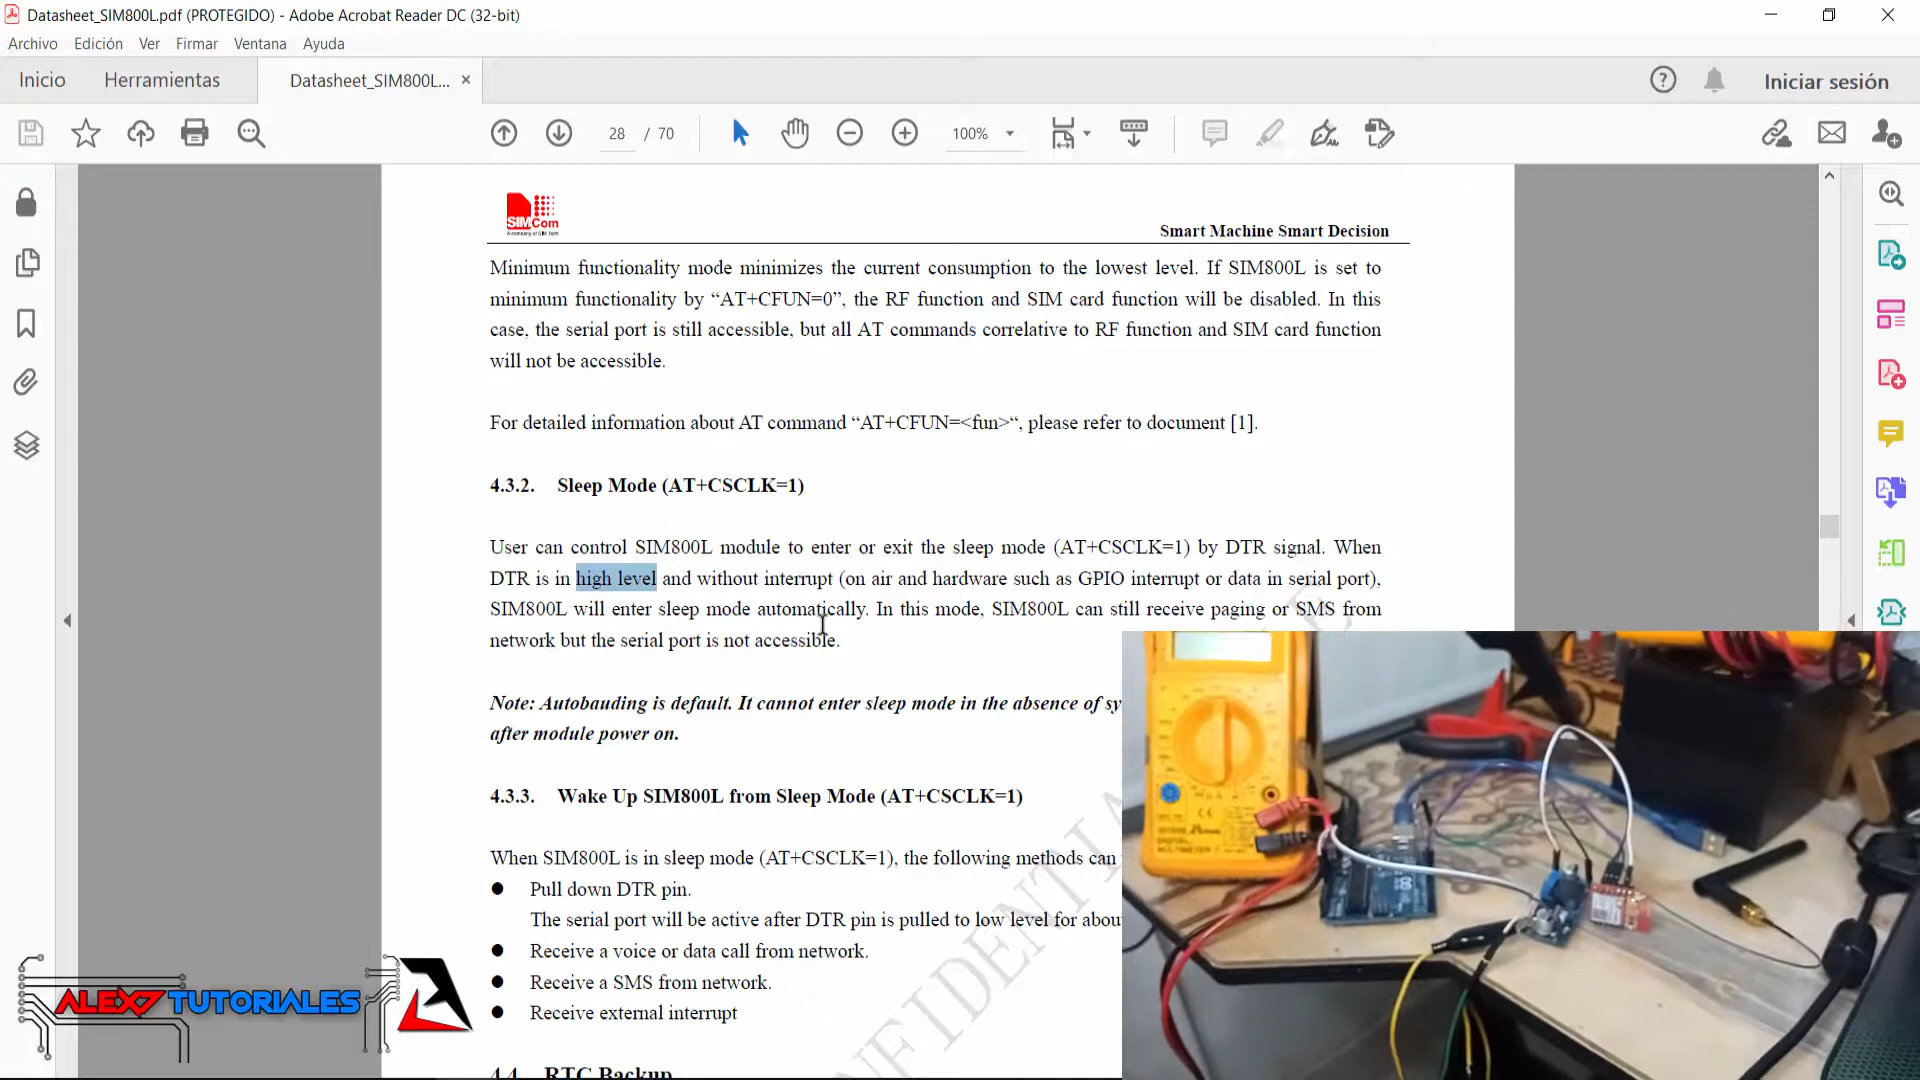 Datasheet_SIM800L.pdf (PROTEGIDO) - Adobe Acrobat Reader DC (32-bit)
Archivo Edición Ver Firmar Ventana Ayuda
Inicio Herramientas Datasheet_SIM800L... × Iniciar sesión
28 / 70 100%
SIMCom
Smart Machine Smart Decision
Minimum functionality mode minimizes the current consumption to the lowest level. If SIM800L is set to
minimum functionality by “AT+CFUN=0”, the RF function and SIM card function will be disabled. In this
case, the serial port is still accessible, but all AT commands correlative to RF function and SIM card function
will not be accessible.
For detailed information about AT command “AT+CFUN=<fun>“, please refer to document [1].
4.3.2. Sleep Mode (AT+CSCLK=1)
User can control SIM800L module to enter or exit the sleep mode (AT+CSCLK=1) by DTR signal. When
DTR is in high level and without interrupt (on air and hardware such as GPIO interrupt or data in serial port),
SIM800L will enter sleep mode automatically. In this mode, SIM800L can still receive paging or SMS from
network but the serial port is not accessible.
Note: Autobauding is default. It cannot enter sleep mode in the absence of sy
after module power on.
4.3.3. Wake Up SIM800L from Sleep Mode (AT+CSCLK=1)
When SIM800L is in sleep mode (AT+CSCLK=1), the following methods can
● Pull down DTR pin.
The serial port will be active after DTR pin is pulled to low level for abou
● Receive a voice or data call from network.
● Receive a SMS from network.
● Receive external interrupt
4.4 RTC Backup
ALEX7 TUTORIALES